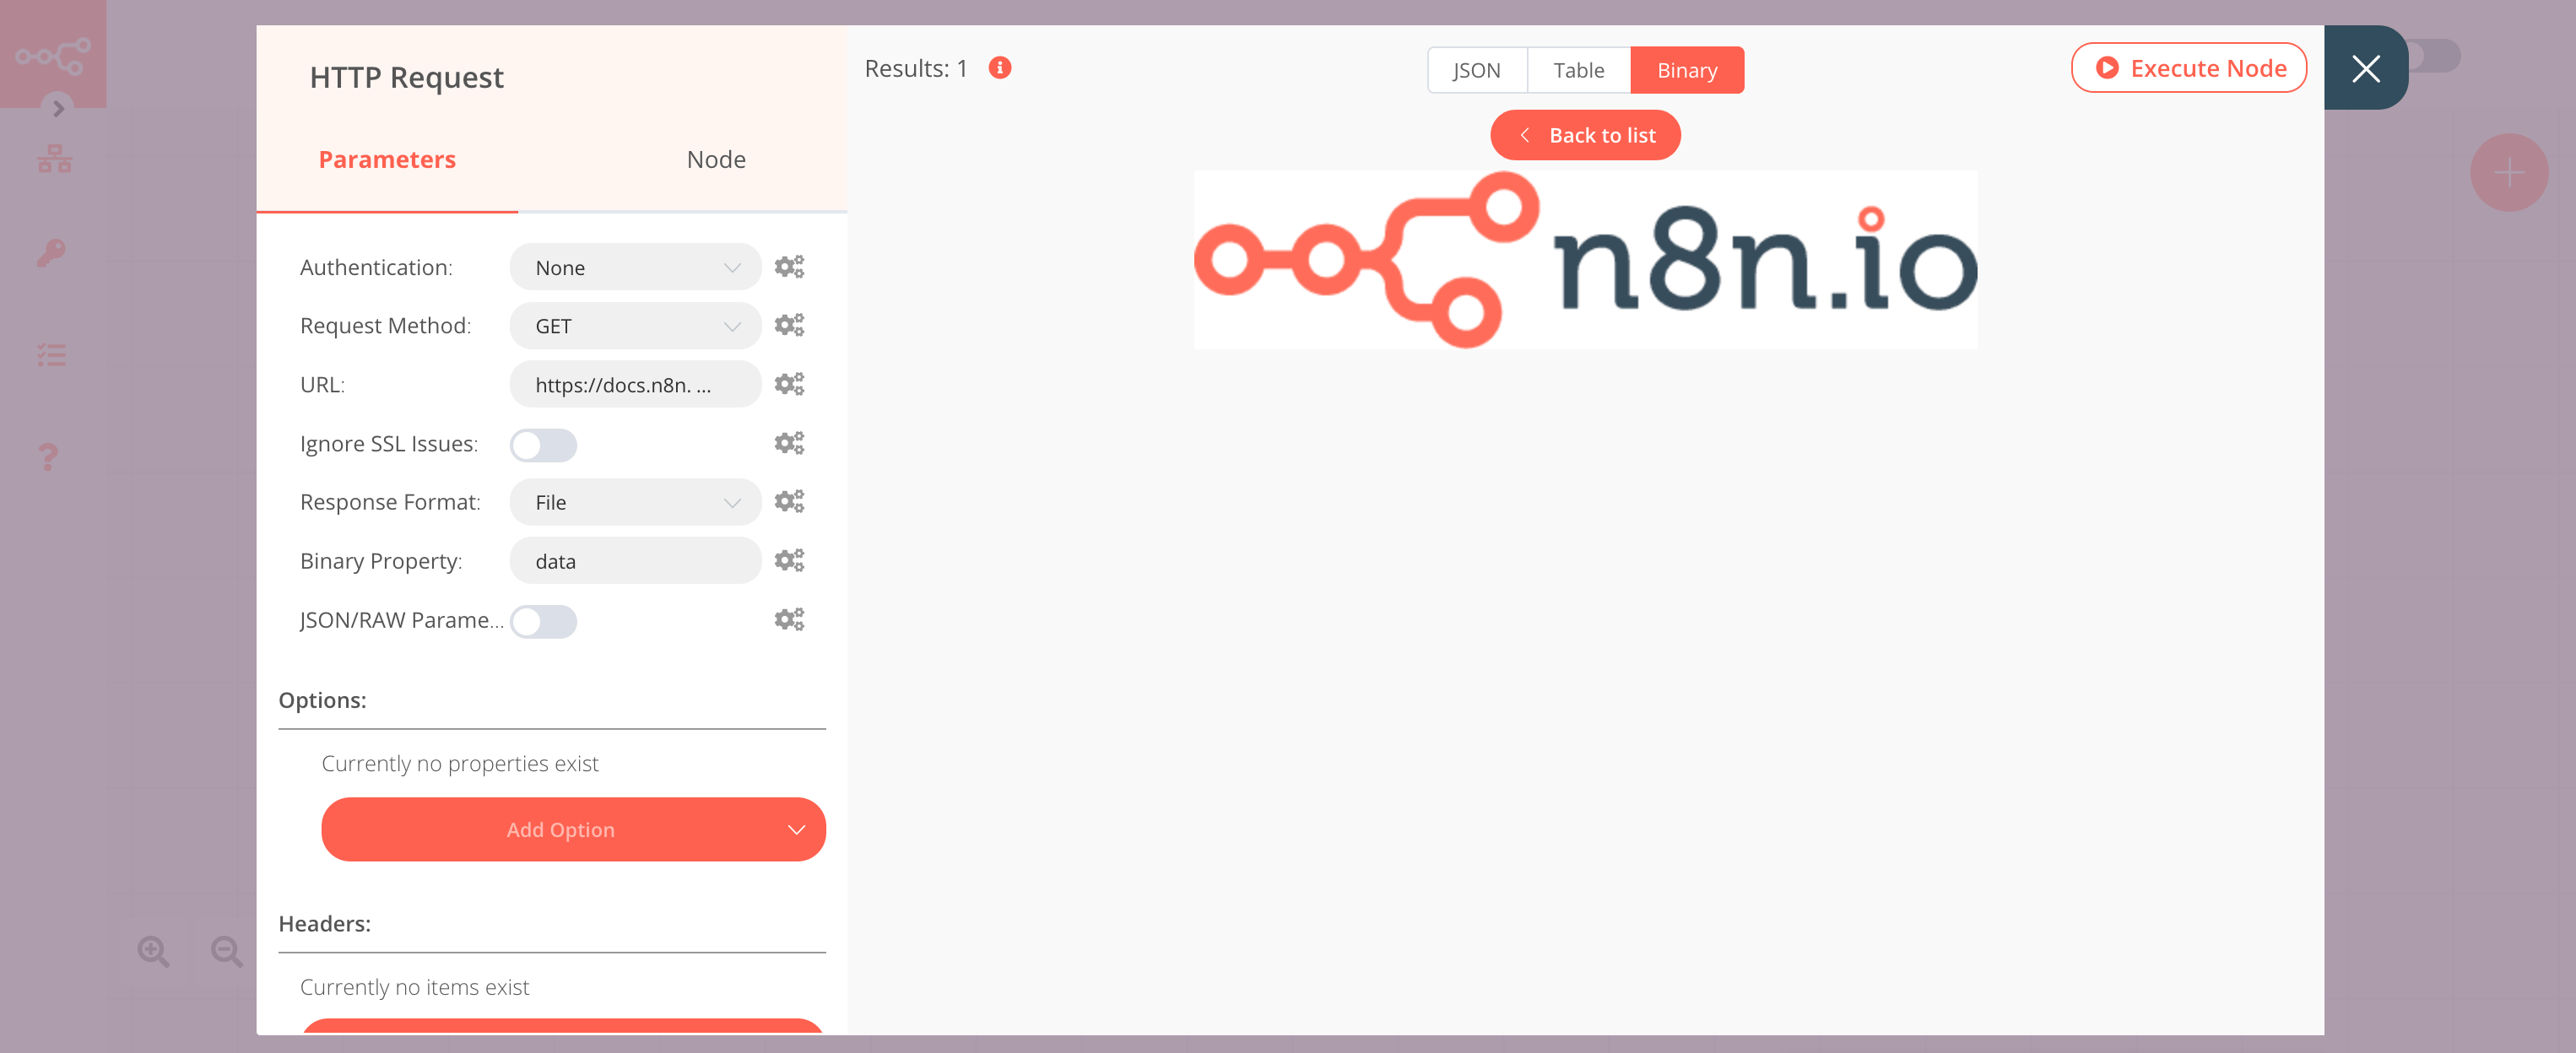 HTTP Request
Parameters
Node
Authentication:
None
Request Method:
GET
URL:
https://docs.n8n. ...
Ignore SSL Issues:
Response Format:
File
Binary Property:
data
JSON/RAW Parame...
Options:
Currently no properties exist
Add Option
Headers:
Currently no items exist
Results: 1
JSON
Table
Binary
Execute Node
Back to list
n8n.io